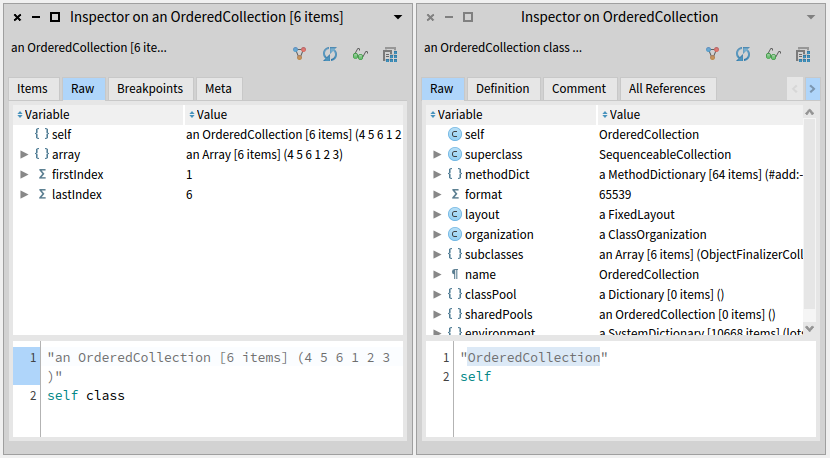 Inspector on an OrderedCollection [6 items]
an OrderedCollection [6 ite...
Items Raw Breakpoints Meta
Variable Value
{ } self an OrderedCollection [6 items] (4 5 6 1 2
{ } array an Array [6 items] (4 5 6 1 2 3)
Σ firstIndex 1
Σ lastIndex 6
1 "an OrderedCollection [6 items] (4 5 6 1 2 3
)"
2 self class
Inspector on OrderedCollection
an OrderedCollection class ...
Raw Definition Comment All References
Variable Value
C self OrderedCollection
C superclass SequenceableCollection
{ } methodDict a MethodDictionary [64 items] (#add:-
Σ format 65539
C layout a FixedLayout
C organization a ClassOrganization
{ } subclasses an Array [6 items] (ObjectFinalizerColl
¶ name OrderedCollection
{ } classPool a Dictionary [0 items] ()
{ } sharedPools an OrderedCollection [0 items] ()
{ } environment a SystemDictionary [10668 items] (lots
1 "OrderedCollection"
2 self